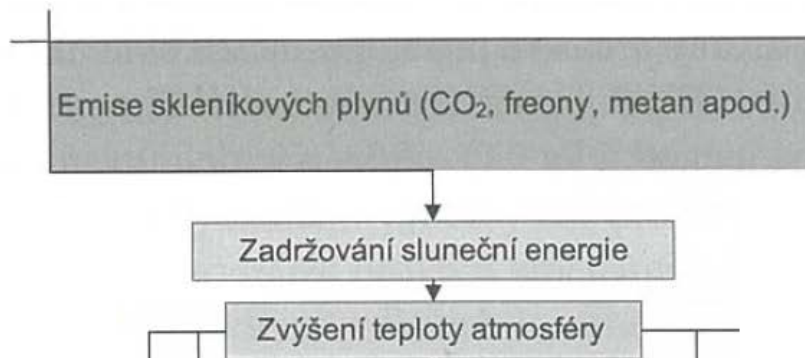 Emise skleníkových plynů (CO₂, freony, metan apod.)
Zadržování sluneční energie
Zvýšení teploty atmosféry